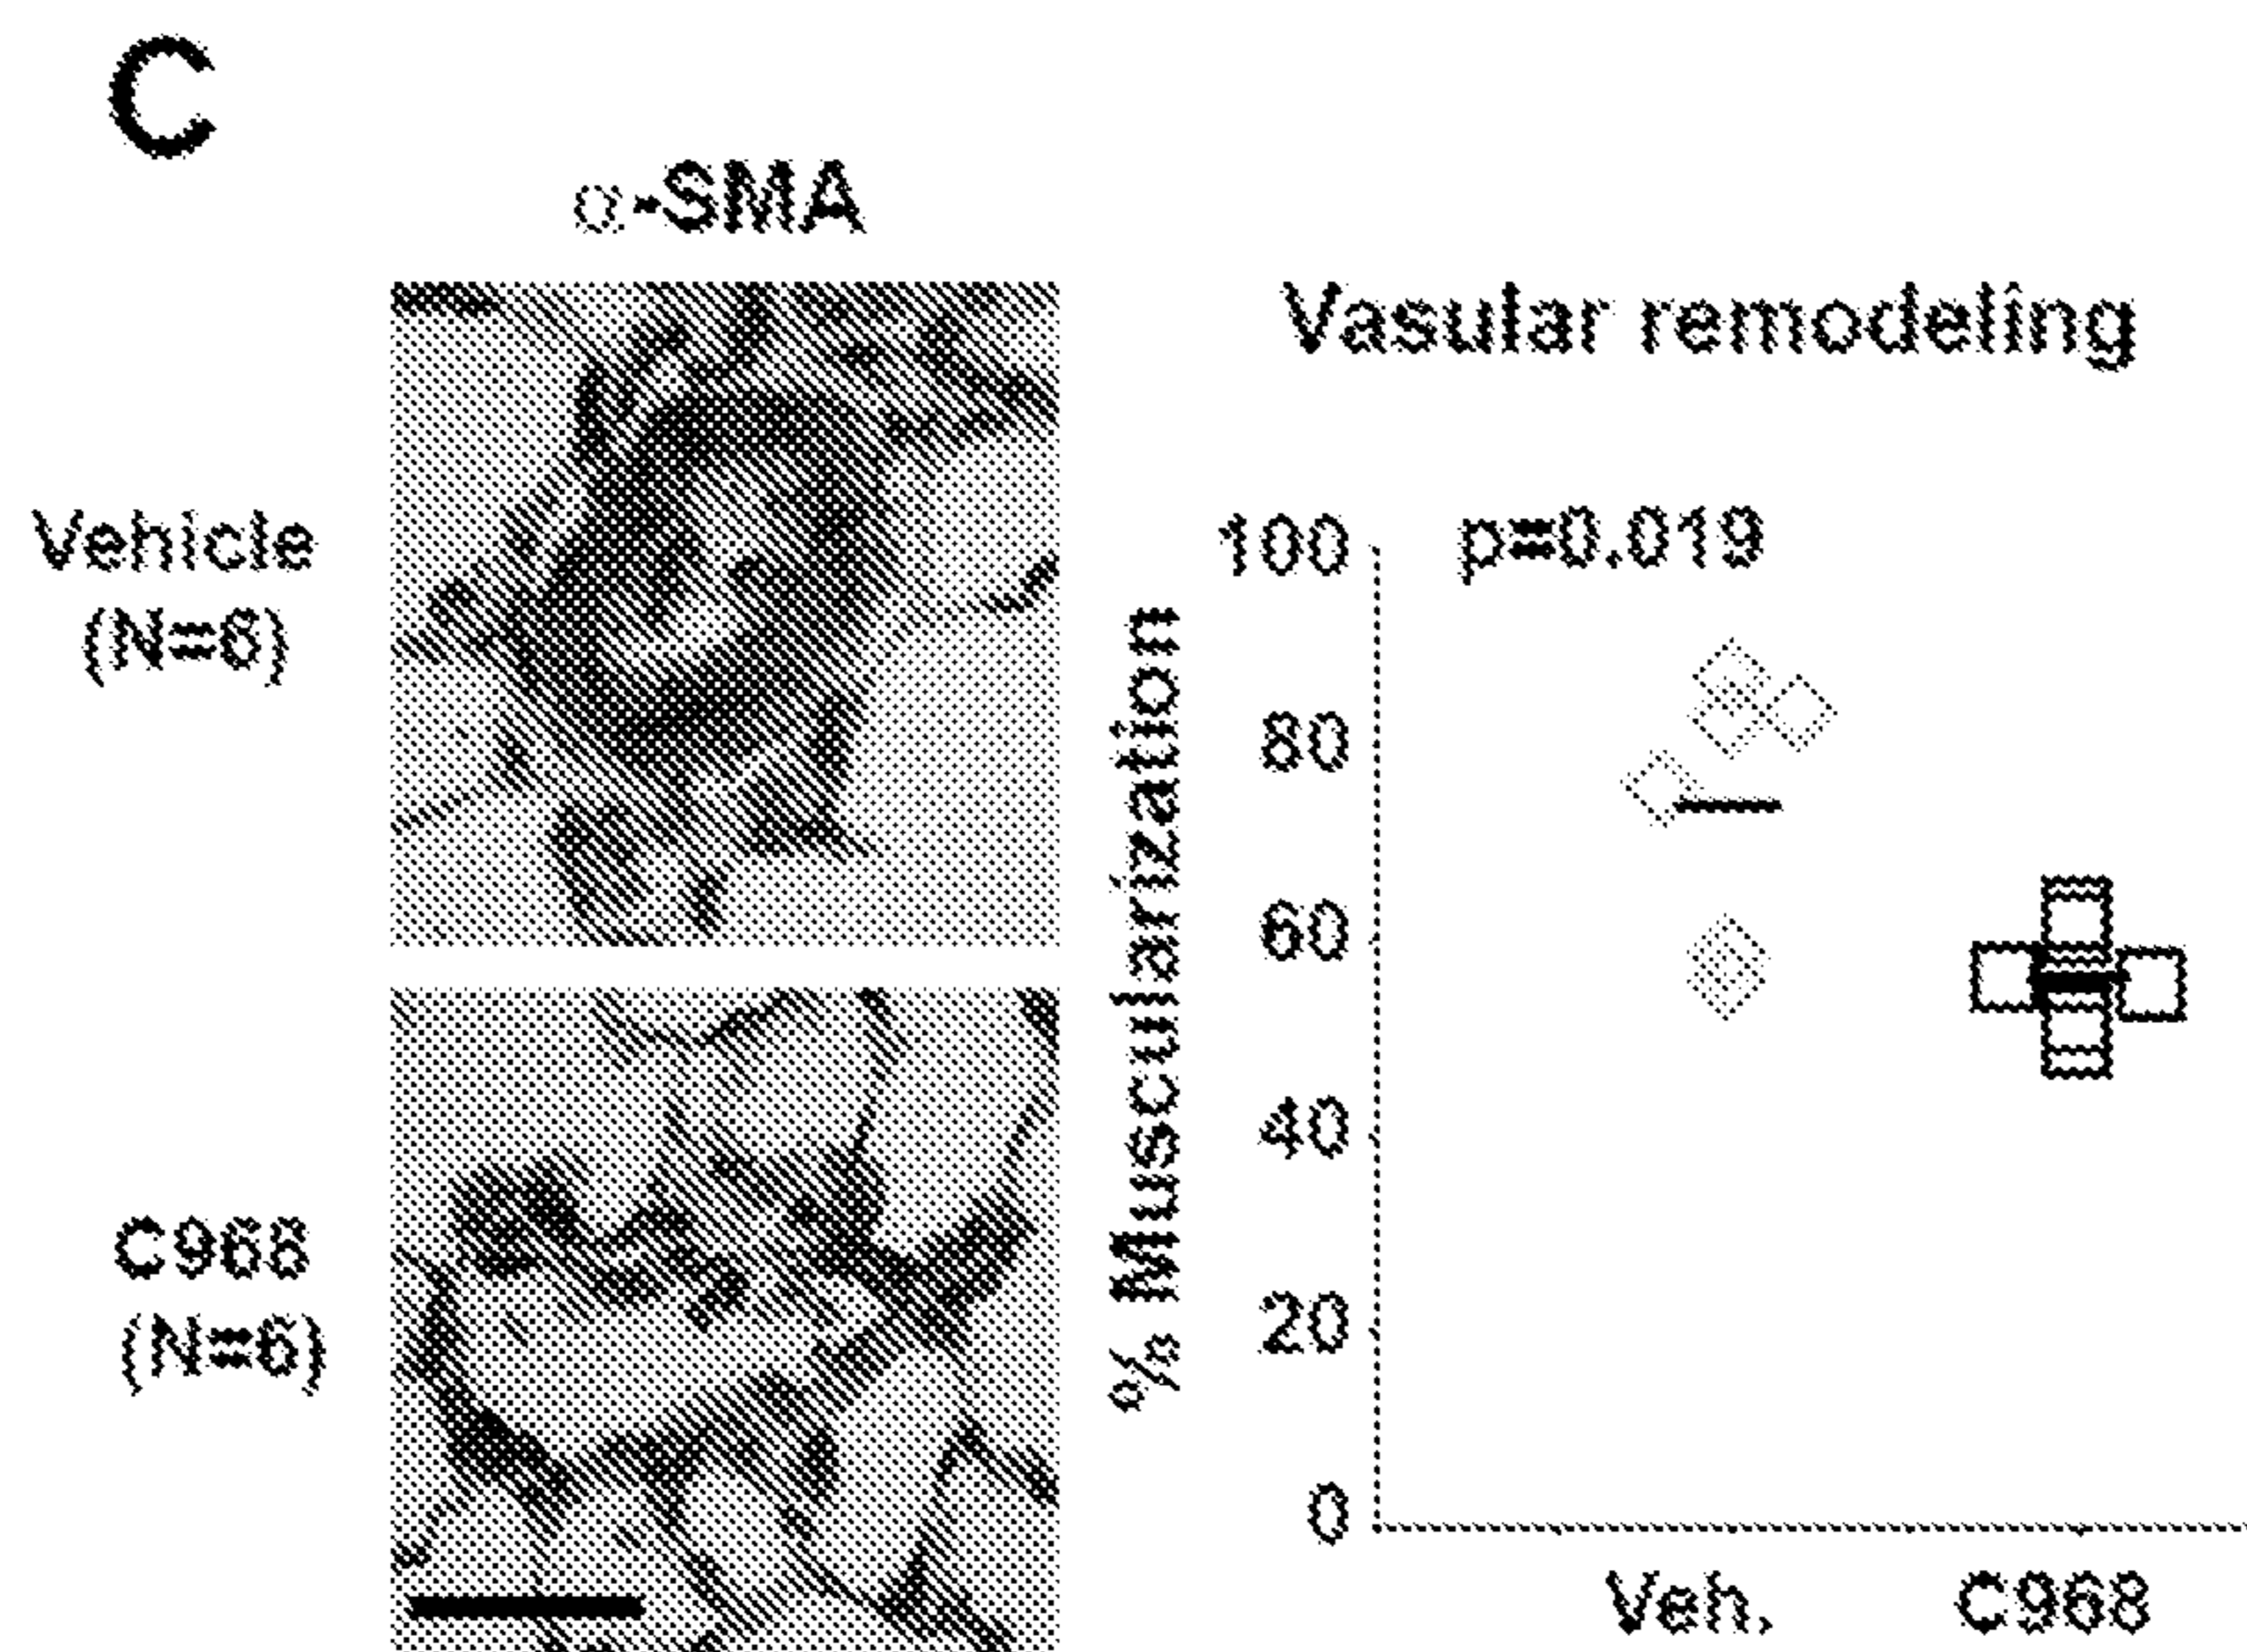 C
α-SMA
Vehicle
(N=6)
C968
(N=6)
Vasular remodeling
p=0.019
% Muscularization
100
80
60
40
20
0
Veh.
C968